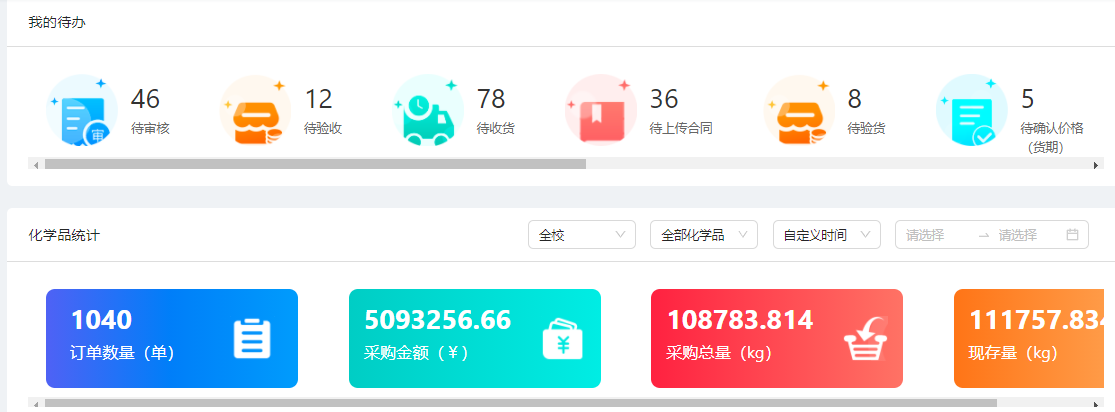 我的待办
46
待审核
12
待验收
78
待收货
36
待上传合同
8
待验货
5
待确认价格
（货期）
审
化学品统计
全校
全部化学品
自定义时间
请选择
请选择
1040
订单数量（单）
5093256.66
采购金额（￥）
¥
108783.814
采购总量（kg）
111757.834
现存量（kg）